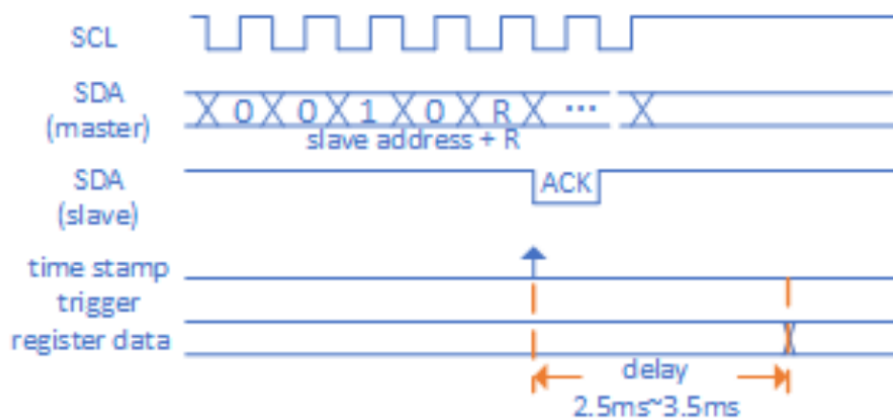 SCL
SDA
(master)
0 0 1 0 R ...
slave address + R
SDA
(slave)
ACK
time stamp
trigger
register data
delay
2.5ms~3.5ms